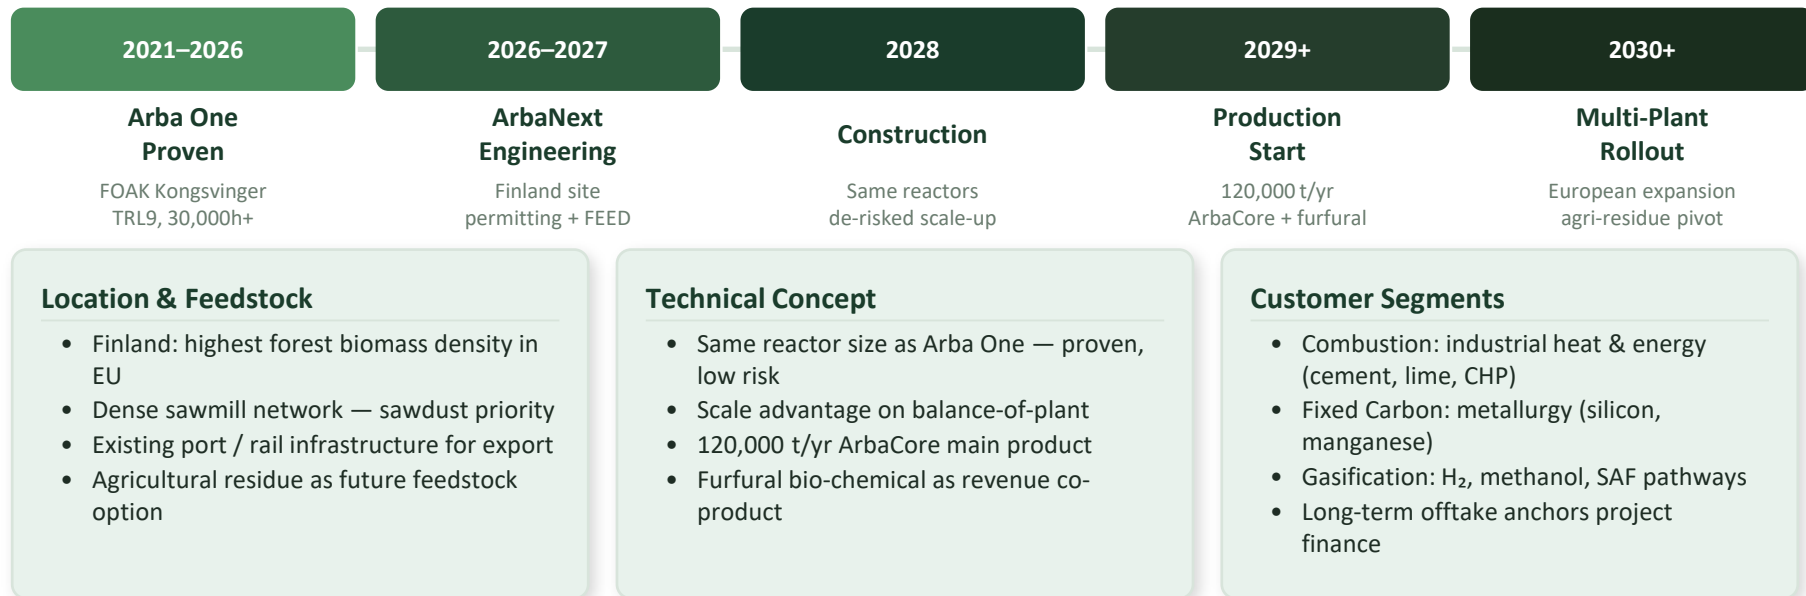 2021–2026
2026–2027
2028
2029+
2030+
Arba One
Proven
ArbaNext
Engineering
Construction
Production
Start
Multi-Plant
Rollout
FOAK Kongsvinger
TRL9, 30,000h+
Finland site
permitting + FEED
Same reactors
de-risked scale-up
120,000 t/yr
ArbaCore + furfural
European expansion
agri-residue pivot
Location & Feedstock
• Finland: highest forest biomass density in
EU
• Dense sawmill network — sawdust priority
• Existing port / rail infrastructure for export
• Agricultural residue as future feedstock
option
Technical Concept
• Same reactor size as Arba One — proven,
low risk
• Scale advantage on balance-of-plant
• 120,000 t/yr ArbaCore main product
• Furfural bio-chemical as revenue co-
product
Customer Segments
• Combustion: industrial heat & energy
(cement, lime, CHP)
• Fixed Carbon: metallurgy (silicon,
manganese)
• Gasification: H₂, methanol, SAF pathways
• Long-term offtake anchors project
finance